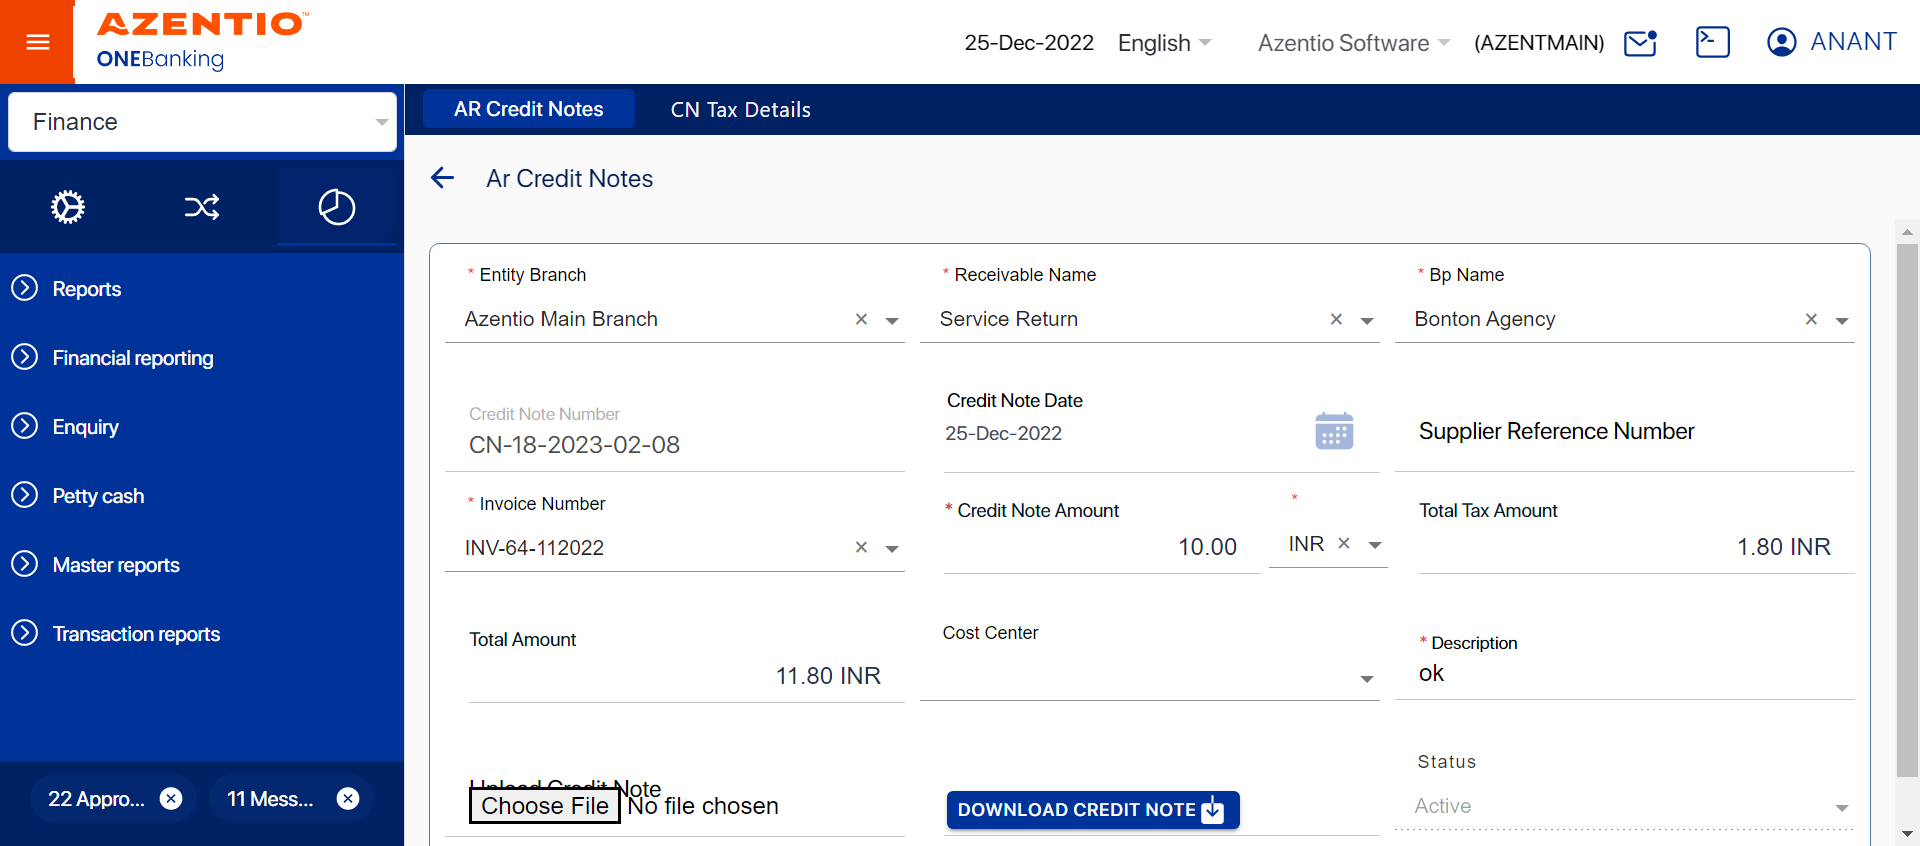 AZENTIO™
ONEBanking
25-Dec-2022 English Azentio Software (AZENTMAIN) ANANT
Finance
AR Credit Notes CN Tax Details
Ar Credit Notes
Reports
Financial reporting
Enquiry
Petty cash
Master reports
Transaction reports
22 Appro... 11 Mess...
* Entity Branch * Receivable Name * Bp Name
Azentio Main Branch × Service Return × Bonton Agency ×
Credit Note Number Credit Note Date
CN-18-2023-02-08 25-Dec-2022 Supplier Reference Number
* Invoice Number * Credit Note Amount * Total Tax Amount
INV-64-112022 × 10.00 INR × 1.80 INR
Total Amount Cost Center * Description
11.80 INR ok
Status
Upload Credit Note
Choose File No file chosen DOWNLOAD CREDIT NOTE Active